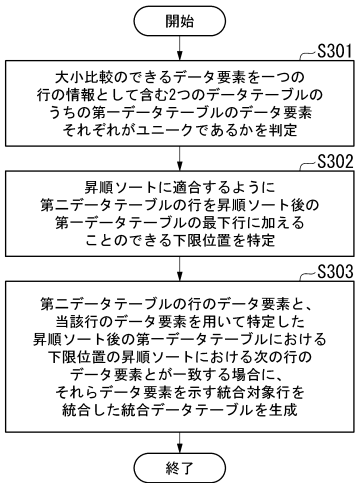 開始
S301
大小比較のできるデータ要素を一つの
行の情報として含む2つのデータテーブルの
うちの第一データテーブルのデータ要素
それぞれがユニークであるかを判定
S302
昇順ソートに適合するように
第二データテーブルの行を昇順ソート後の
第一データテーブルの最下行に加える
ことのできる下限位置を特定
S303
第二データテーブルの行のデータ要素と、
当該行のデータ要素を用いて特定した
昇順ソート後の第一データテーブルにおける
下限位置の昇順ソートにおける次の行の
データ要素とが一致する場合に、
それらデータ要素を示す統合対象行を
統合した統合データテーブルを生成
終了